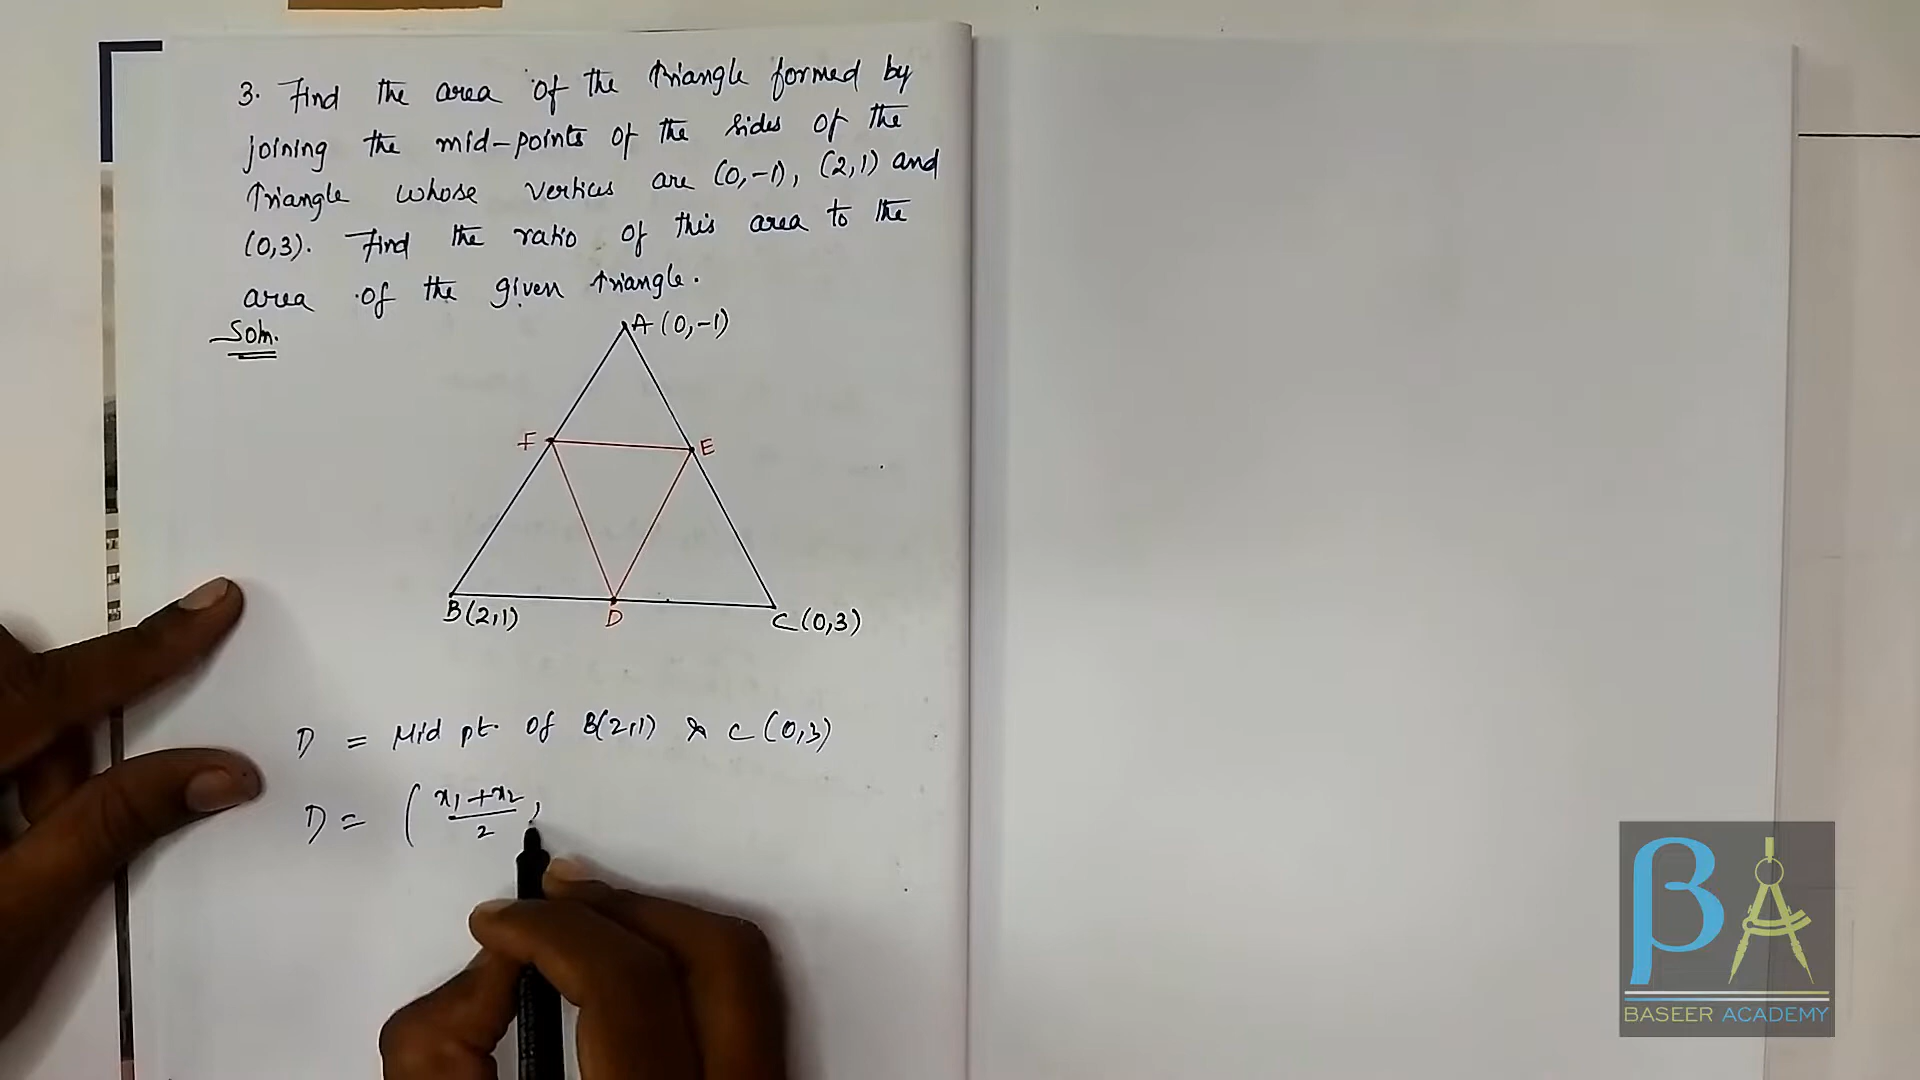 3. Find the area of the triangle formed by
joining the mid-points of the sides of the
triangle whose vertices are (0,-1), (2,1) and
(0,3). Find the ratio of this area to the
area of the given triangle.
Soln.
A (0,-1)
F
E
B(2,1)
D
C (0,3)
D = Mid pt. of B(2,1) & C (0,3)
D = ( x₁+x₂/2 ,
BA
BASEER ACADEMY